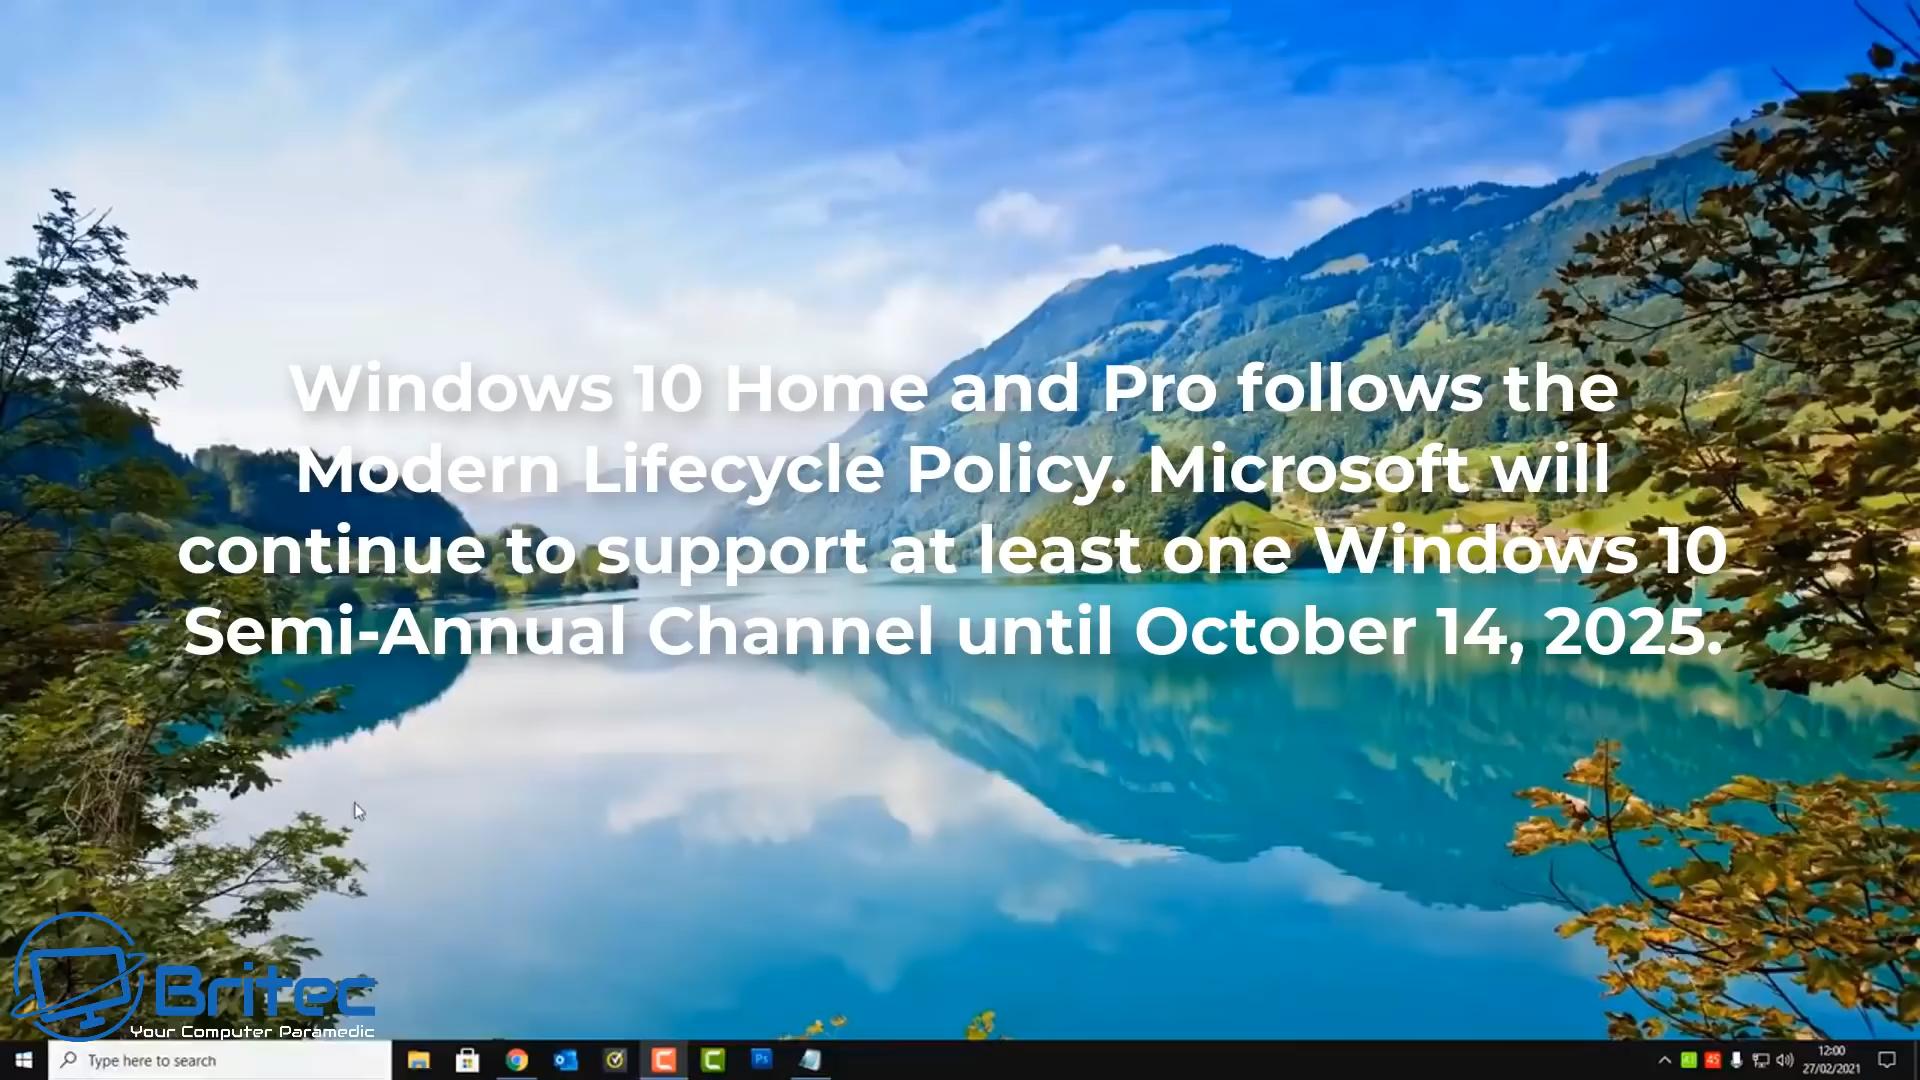 Windows 10 Home and Pro follows the
Modern Lifecycle Policy. Microsoft will
continue to support at least one Windows 10
Semi-Annual Channel until October 14, 2025.
Britec
Your Computer Paramedic
Type here to search
Ps
45
12:00
27/02/2021